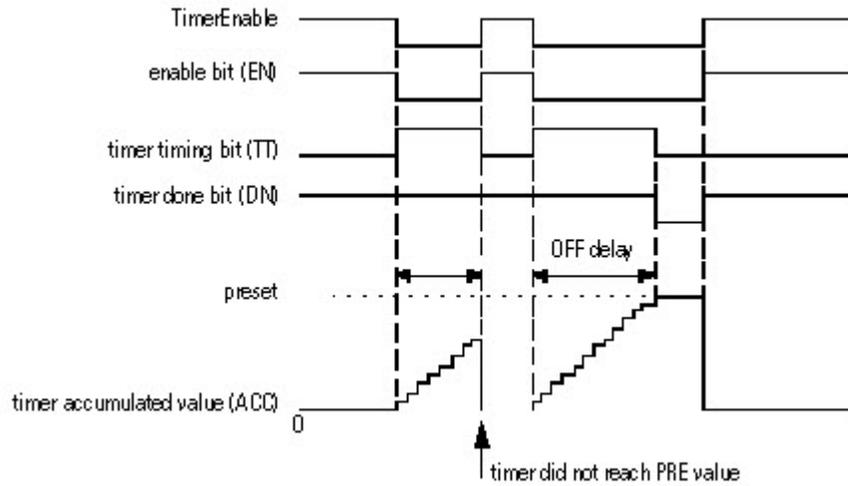 TimerEnable
enable bit (EN)
timer timing bit (TT)
timer done bit (DN)
OFF delay
preset
timer accumulated value (ACC)
0
timer did not reach PRE value